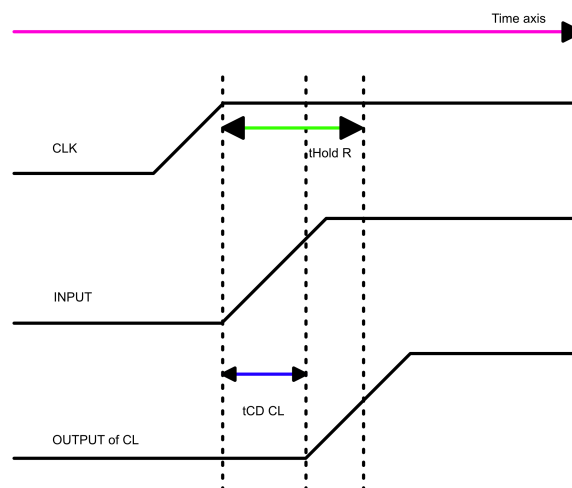 Time axis
CLK
tHold R
INPUT
tCD CL
OUTPUT of CL